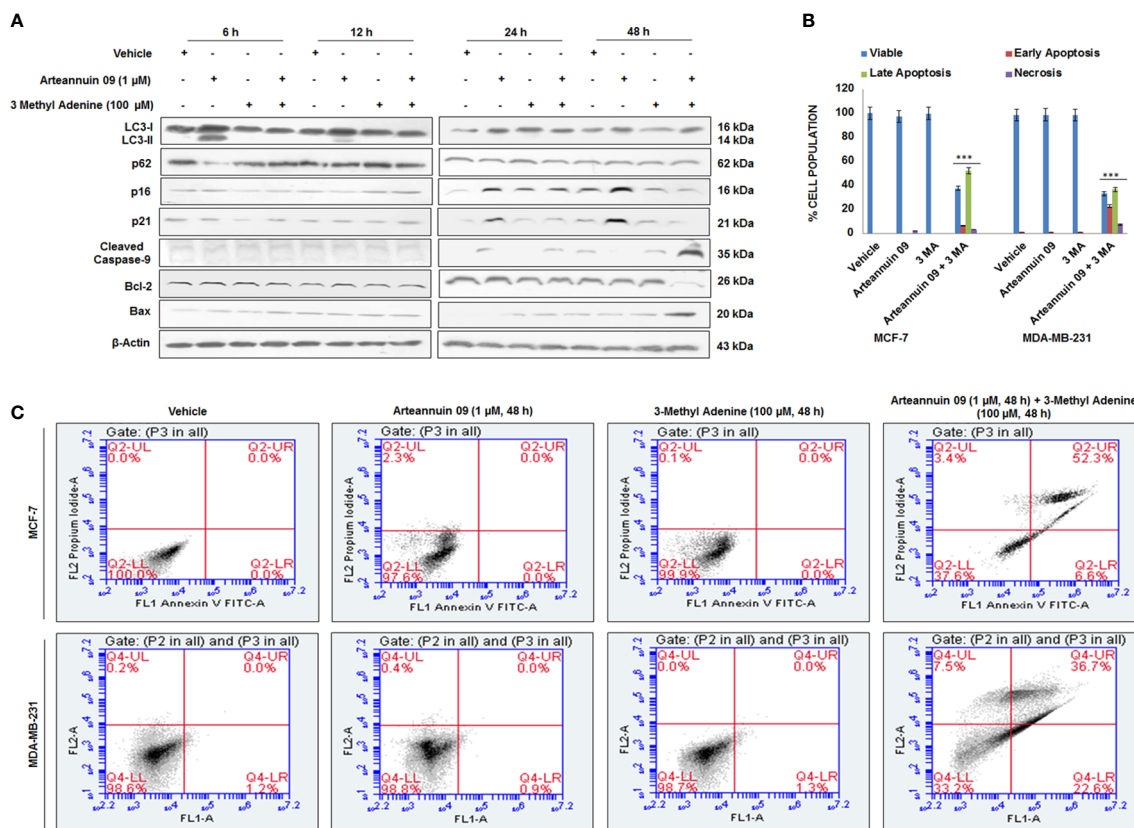 A
6 h
12 h
24 h
48 h
Vehicle
+ - - - + - - - + - - - + - - -
Arteannuin 09 (1 µM)
- + - + - + - + - + - + - + - +
3 Methyl Adenine (100 µM)
- - + + - - + + - - + + - - + +
LC3-I
LC3-II
16 kDa
14 kDa
p62
62 kDa
p16
16 kDa
p21
21 kDa
Cleaved
Caspase-9
35 kDa
Bcl-2
26 kDa
Bax
20 kDa
β-Actin
43 kDa
B
Viable
Early Apoptosis
Late Apoptosis
Necrosis
% CELL POPULATION
120
100
80
60
40
20
0
***
***
Vehicle
Arteannuin 09
3 MA
Arteannuin 09 + 3 MA
Vehicle
Arteannuin 09
3 MA
Arteannuin 09 + 3 MA
MCF-7
MDA-MB-231
C
Vehicle
Arteannuin 09 (1 µM, 48 h)
3-Methyl Adenine (100 µM, 48 h)
Arteannuin 09 (1 µM, 48 h) + 3-Methyl Adenine
(100 µM, 48 h)
MCF-7
Gate: (P3 in all)
Q2-UL
0.0%
Q2-UR
0.0%
Q2-LL
100.0%
Q2-LR
0.0%
FL2 Propium Iodide-A
FL1 Annexin V FITC-A
Gate: (P3 in all)
Q2-UL
2.3%
Q2-UR
0.0%
Q2-LL
97.6%
Q2-LR
0.0%
FL2 Propium Iodide-A
FL1 Annexin V FITC-A
Gate: (P3 in all)
Q2-UL
0.1%
Q2-UR
0.0%
Q2-LL
99.9%
Q2-LR
0.0%
FL2 Propium Iodide-A
FL1 Annexin V FITC-A
Gate: (P3 in all)
Q2-UL
3.4%
Q2-UR
52.3%
Q2-LL
37.6%
Q2-LR
6.6%
FL2 Propium Iodide-A
FL1 Annexin V FITC-A
MDA-MB-231
Gate: (P2 in all) and (P3 in all)
Q4-UL
0.2%
Q4-UR
0.0%
Q4-LL
98.6%
Q4-LR
1.2%
FL2-A
FL1-A
Gate: (P2 in all) and (P3 in all)
Q4-UL
0.4%
Q4-UR
0.0%
Q4-LL
98.8%
Q4-LR
0.9%
FL2-A
FL1-A
Gate: (P2 in all) and (P3 in all)
Q4-UL
0.0%
Q4-UR
0.0%
Q4-LL
98.7%
Q4-LR
1.3%
FL2-A
FL1-A
Gate: (P2 in all) and (P3 in all)
Q4-UL
7.5%
Q4-UR
36.7%
Q4-LL
33.2%
Q4-LR
22.6%
FL2-A
FL1-A